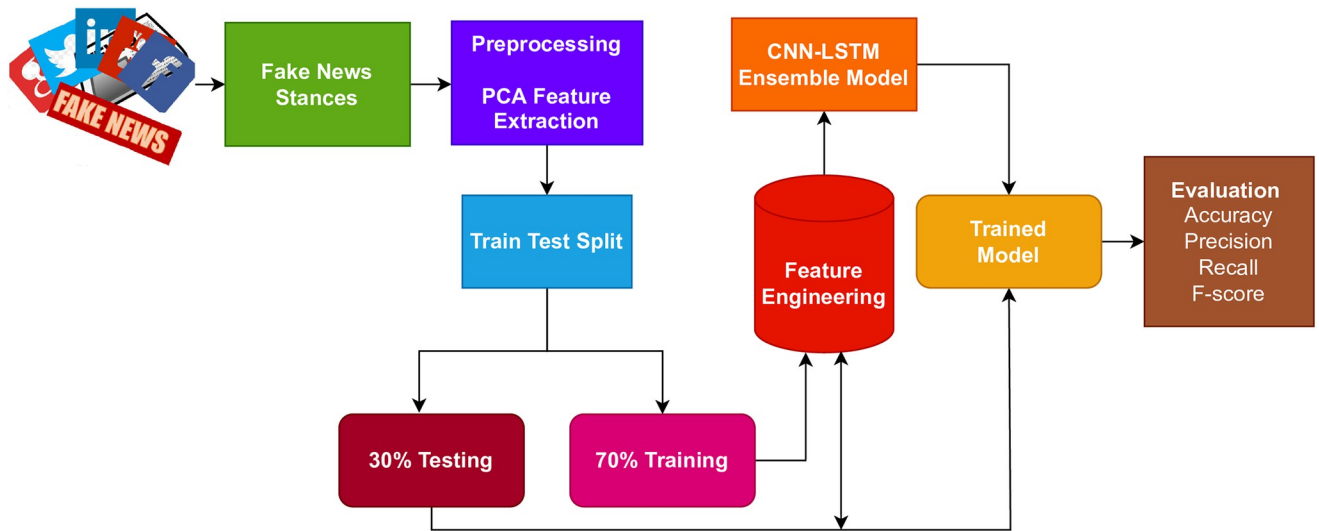 in
f
FAKE NEWS
Fake News
Stances
Preprocessing
PCA Feature
Extraction
CNN-LSTM
Ensemble Model
Train Test Split
Feature
Engineering
Trained
Model
Evaluation
Accuracy
Precision
Recall
F-score
30% Testing
70% Training